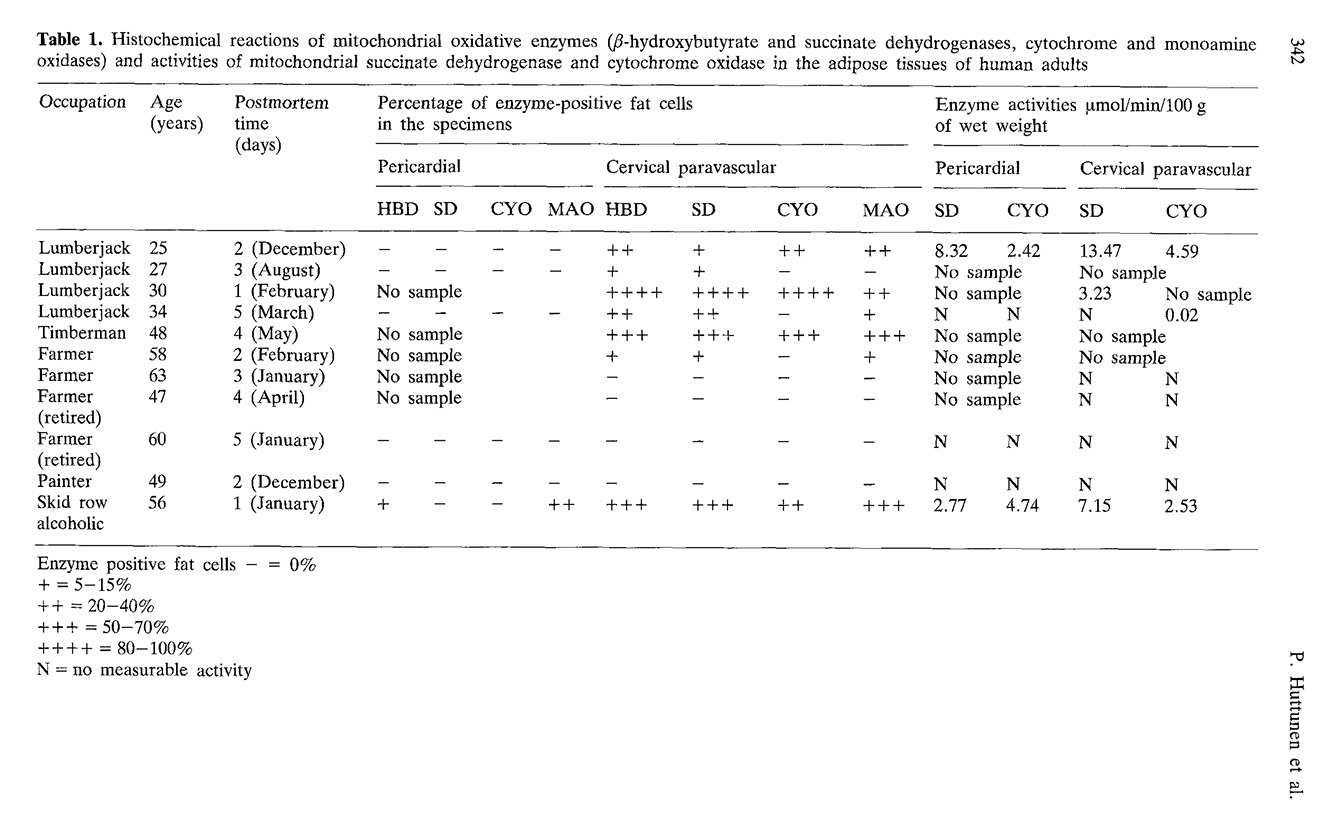 Table 1. Histochemical reactions of mitochondrial oxidative enzymes (β-hydroxybutyrate and succinate dehydrogenases, cytochrome and monoamine
oxidases) and activities of mitochondrial succinate dehydrogenase and cytochrome oxidase in the adipose tissues of human adults
342
Occupation Age Postmortem Percentage of enzyme-positive fat cells Enzyme activities µmol/min/100 g
(years) time in the specimens of wet weight
(days)
Pericardial Cervical paravascular Pericardial Cervical paravascular
HBD SD CYO MAO HBD SD CYO MAO SD CYO SD CYO
Lumberjack 25 2 (December) − − − − ++ + ++ ++ 8.32 2.42 13.47 4.59
Lumberjack 27 3 (August) − − − − + + − − No sample No sample
Lumberjack 30 1 (February) No sample ++++ ++++ ++++ ++ No sample 3.23 No sample
Lumberjack 34 5 (March) − − − − ++ ++ − + N N N 0.02
Timberman 48 4 (May) No sample +++ +++ +++ +++ No sample No sample
Farmer 58 2 (February) No sample + + − + No sample No sample
Farmer 63 3 (January) No sample − − − − No sample N N
Farmer 47 4 (April) No sample − − − − No sample N N
(retired)
Farmer 60 5 (January) − − − − − − − − N N N N
(retired)
Painter 49 2 (December) − − − − − − − − N N N N
Skid row 56 1 (January) + − − ++ +++ +++ ++ +++ 2.77 4.74 7.15 2.53
alcoholic
Enzyme positive fat cells − = 0%
+ = 5−15%
++ = 20−40%
+++ = 50−70%
++++ = 80−100%
N = no measurable activity
P. Huttunen et al.